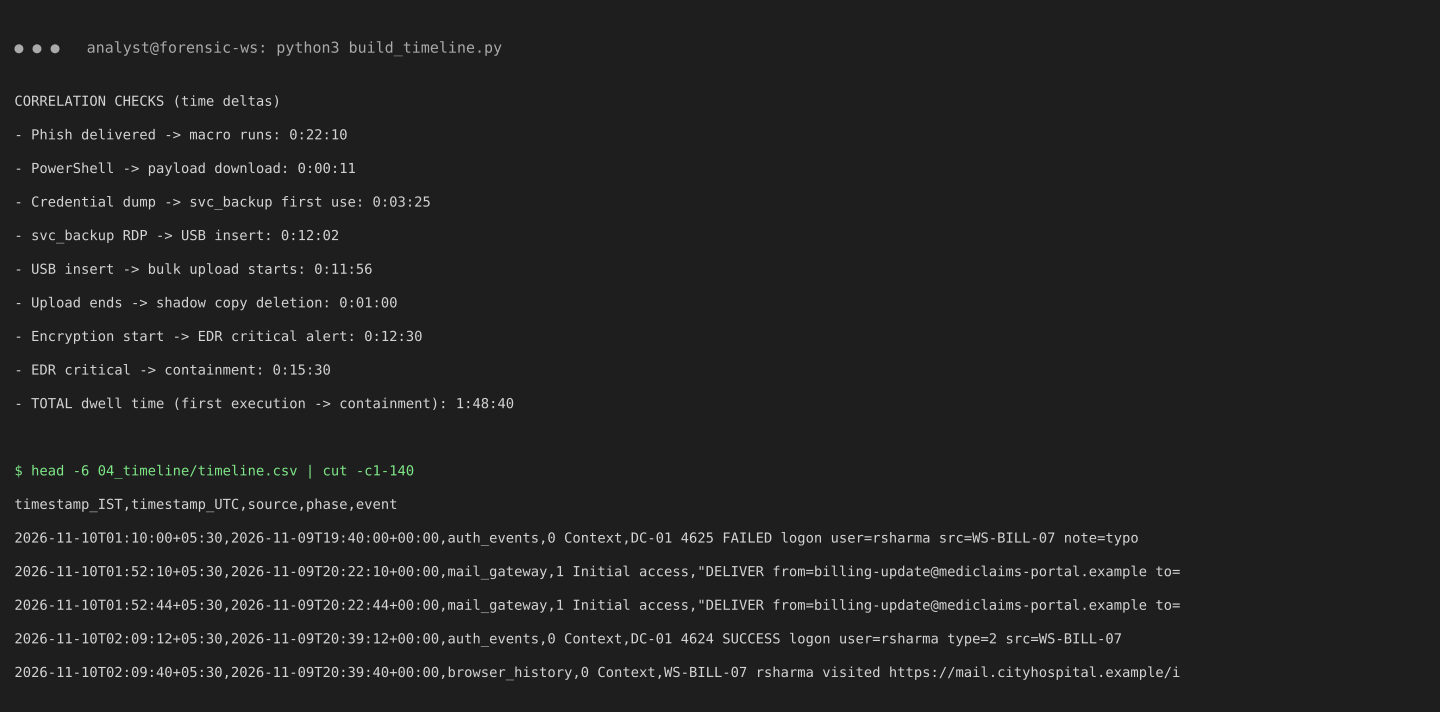 ● ● ● analyst@forensic-ws: python3 build_timeline.py
CORRELATION CHECKS (time deltas)
- Phish delivered -> macro runs: 0:22:10
- PowerShell -> payload download: 0:00:11
- Credential dump -> svc_backup first use: 0:03:25
- svc_backup RDP -> USB insert: 0:12:02
- USB insert -> bulk upload starts: 0:11:56
- Upload ends -> shadow copy deletion: 0:01:00
- Encryption start -> EDR critical alert: 0:12:30
- EDR critical -> containment: 0:15:30
- TOTAL dwell time (first execution -> containment): 1:48:40
$ head -6 04_timeline/timeline.csv | cut -c1-140
timestamp_IST,timestamp_UTC,source,phase,event
2026-11-10T01:10:00+05:30,2026-11-09T19:40:00+00:00,auth_events,0 Context,DC-01 4625 FAILED logon user=rsharma src=WS-BILL-07 note=typo
2026-11-10T01:52:10+05:30,2026-11-09T20:22:10+00:00,mail_gateway,1 Initial access,"DELIVER from=billing-update@mediclaims-portal.example to=
2026-11-10T01:52:44+05:30,2026-11-09T20:22:44+00:00,mail_gateway,1 Initial access,"DELIVER from=billing-update@mediclaims-portal.example to=
2026-11-10T02:09:12+05:30,2026-11-09T20:39:12+00:00,auth_events,0 Context,DC-01 4624 SUCCESS logon user=rsharma type=2 src=WS-BILL-07
2026-11-10T02:09:40+05:30,2026-11-09T20:39:40+00:00,browser_history,0 Context,WS-BILL-07 rsharma visited https://mail.cityhospital.example/i